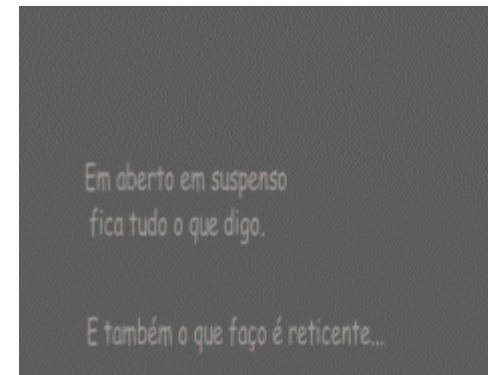 Em aberto em suspenso
fica tudo o que digo.
E também o que faço é reticente...